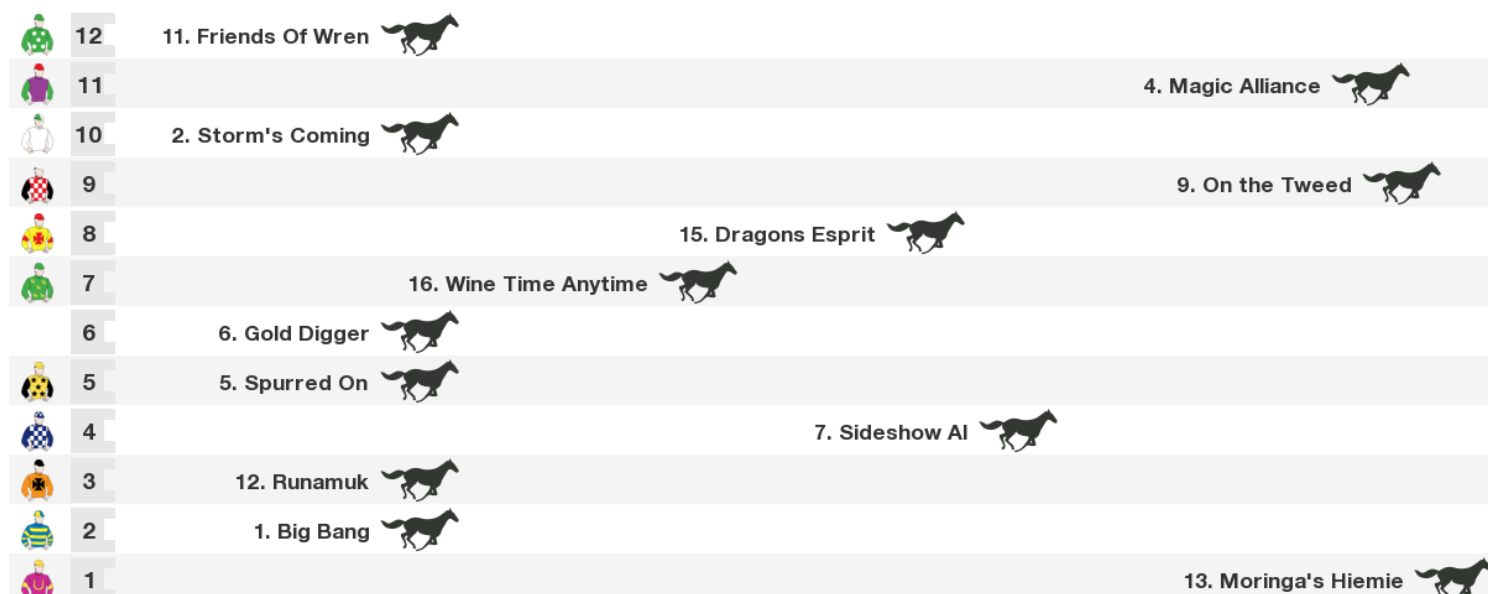 12 11. Friends Of Wren
11 4. Magic Alliance
10 2. Storm's Coming
9 9. On the Tweed
8 15. Dragons Esprit
7 16. Wine Time Anytime
6 6. Gold Digger
5 5. Spurred On
4 7. Sideshow Al
3 12. Runamuk
2 1. Big Bang
1 13. Moringa's Hiemie